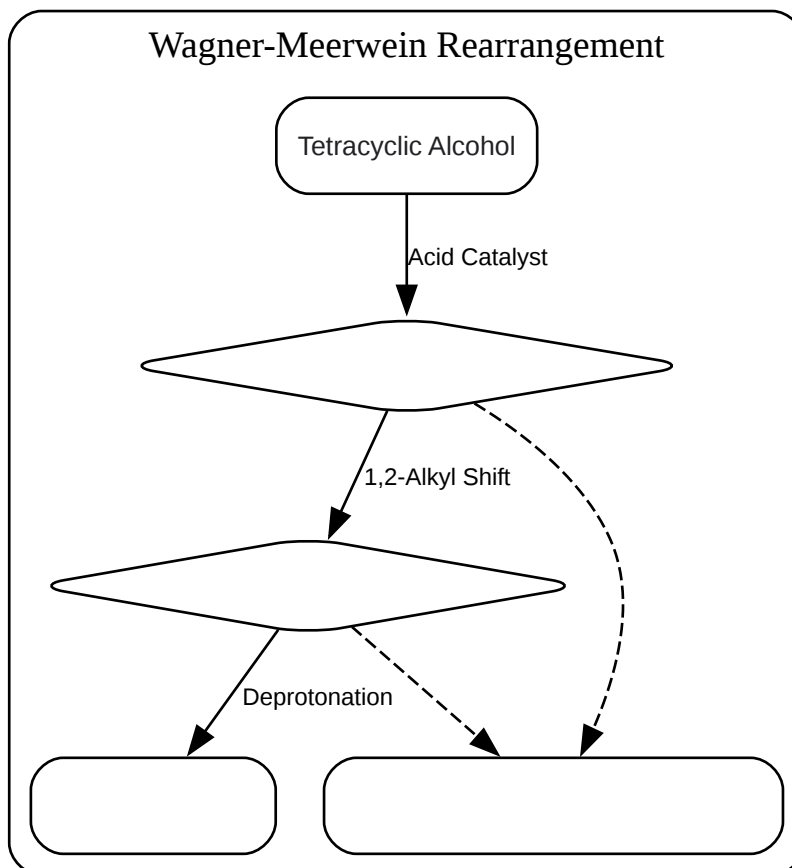 Wagner-Meerwein Rearrangement
Tetracyclic Alcohol
Acid Catalyst
1,2-Alkyl Shift
Deprotonation